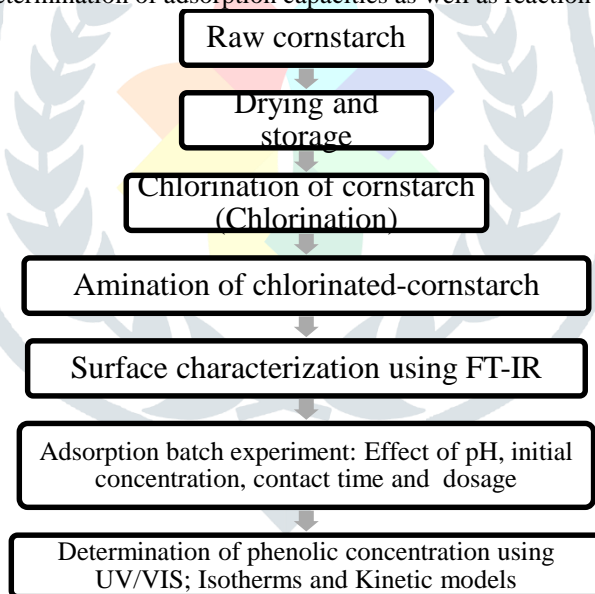 determination of adsorption capacities as well as reaction
Raw cornstarch
Drying and
storage
Chlorination of cornstarch
(Chlorination)
Amination of chlorinated-cornstarch
Surface characterization using FT-IR
Adsorption batch experiment: Effect of pH, initial
concentration, contact time and dosage
Determination of phenolic concentration using
UV/VIS; Isotherms and Kinetic models